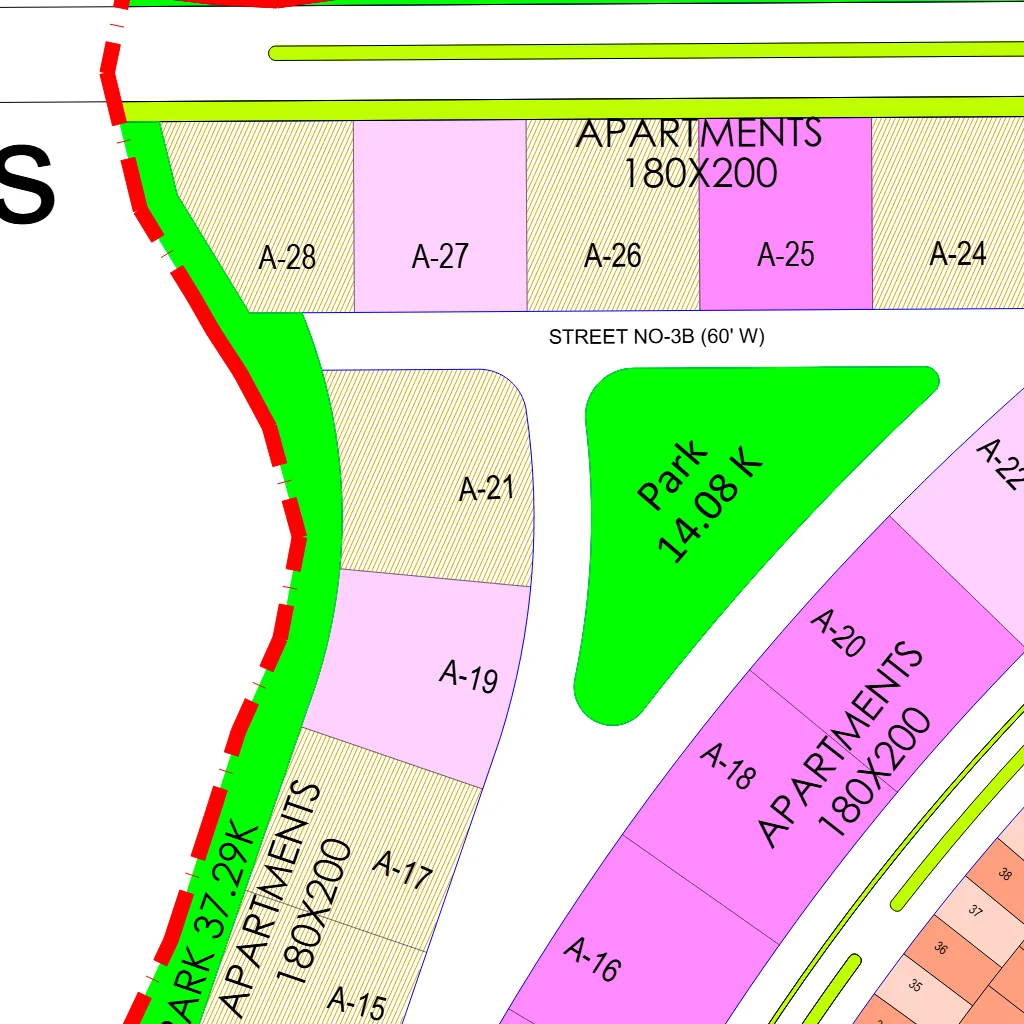 S
APARTMENTS
180X200
A-28
A-27
A-26
A-25
A-24
STREET NO-3B (60' W)
A-21
Park
14.08 K
A-22
A-20
A-19
APARTMENTS
180X200
A-18
A-17
APARTMENTS
180X200
PARK 37.29K
A-16
A-15
38
37
36
35